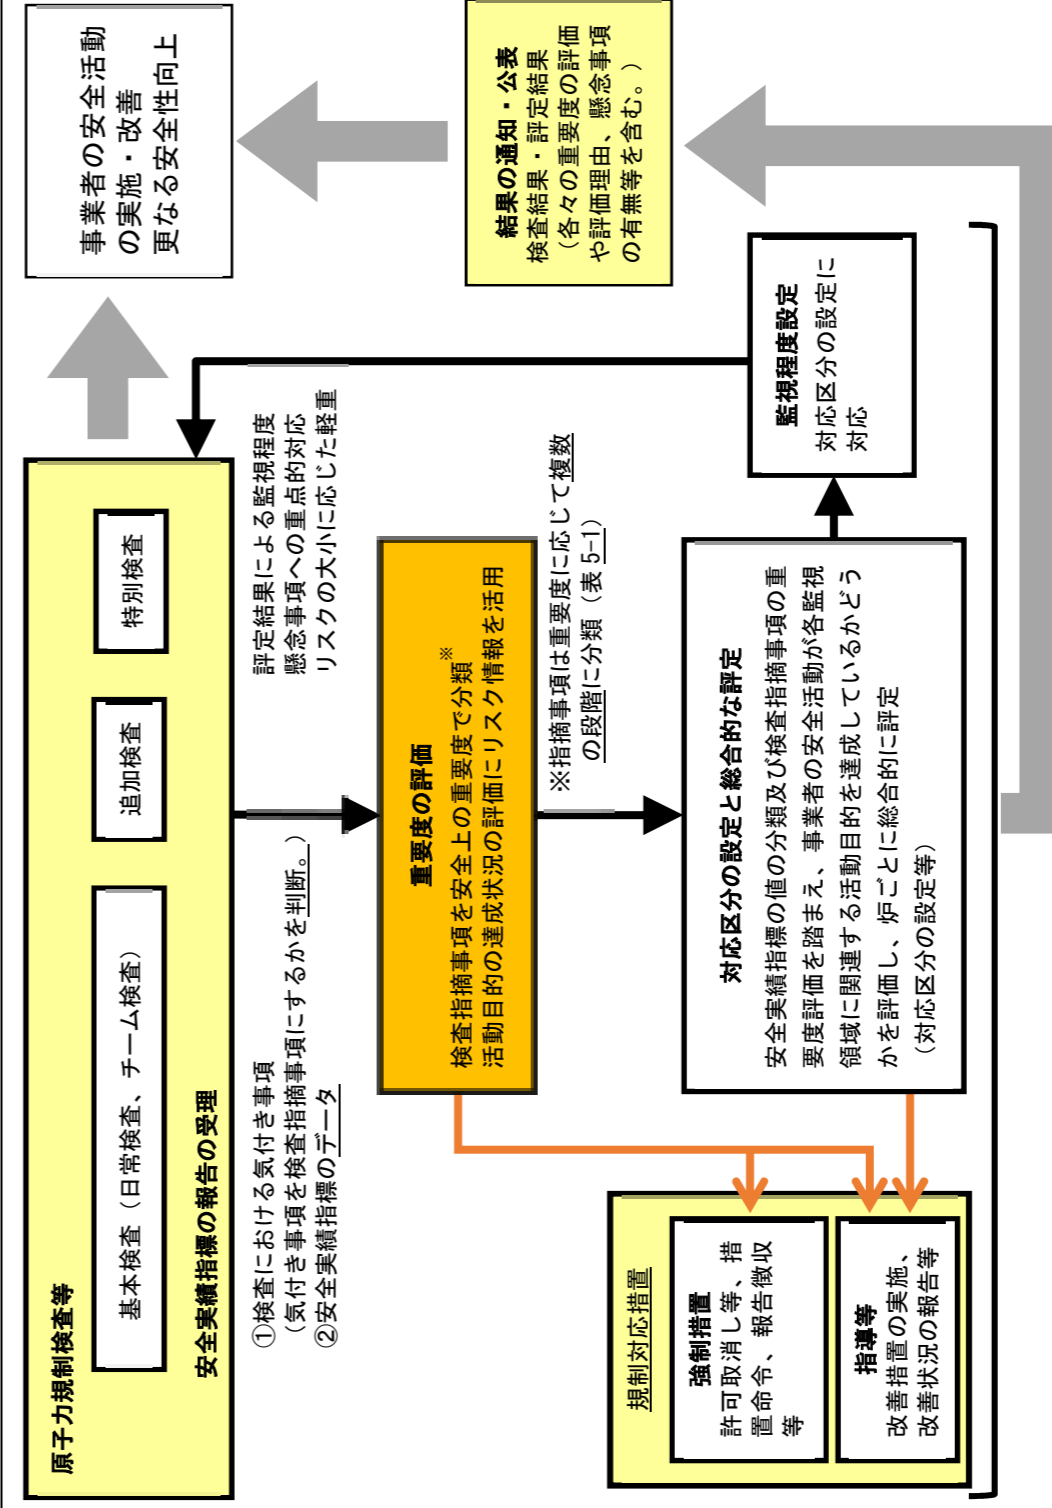 原子力規制検査等
基本検査（日常検査、チーム検査）
追加検査
特別検査
安全実績指標の報告の受理
事業者の安全活動
の実施・改善
更なる安全性向上
①検査における気付き事項
（気付き事項を検査指摘事項にするかを判断。）
②安全実績指標のデータ
評定結果による監視程度
懸念事項への重点的対応
リスクの大小に応じた軽重
重要度の評価
検査指摘事項を安全上の重要度で分類※
活動目的の達成状況の評価にリスク情報を活用
結果の通知・公表
検査結果・評定結果
（各々の重要度の評価
や評価理由、懸念事項
の有無等を含む。）
※指摘事項は重要度に応じて複数
の段階に分類（表 5-1）
規制対応措置
強制措置
許可取消し等、措
置命令、報告徴収
等
指導等
改善措置の実施、
改善状況の報告等
対応区分の設定と総合的な評定
安全実績指標の値の分類及び検査指摘事項の重
要度評価を踏まえ、事業者の安全活動が各監視
領域に関連する活動目的を達成しているかどう
かを評価し、炉ごとに総合的に評定
（対応区分の設定等）
監視程度設定
対応区分の設定に
対応